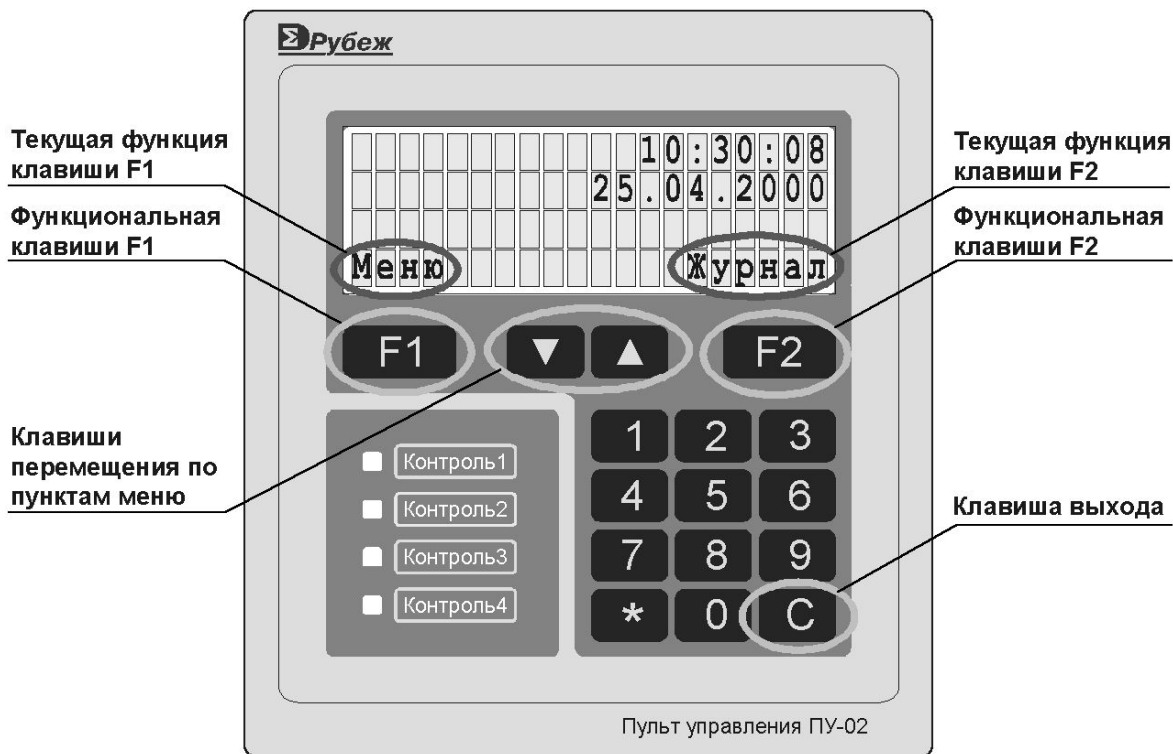 Рубеж
Текущая функция
клавиши F1
Функциональная
клавиши F1
Клавиши
перемещения по
пунктам меню
10:30:08
25.04.2000
Меню Журнал
F1 ▼ ▲ F2
Контроль1
Контроль2
Контроль3
Контроль4
1 2 3
4 5 6
7 8 9
* 0 C
Текущая функция
клавиши F2
Функциональная
клавиши F2
Клавиша выхода
Пульт управления ПУ-02